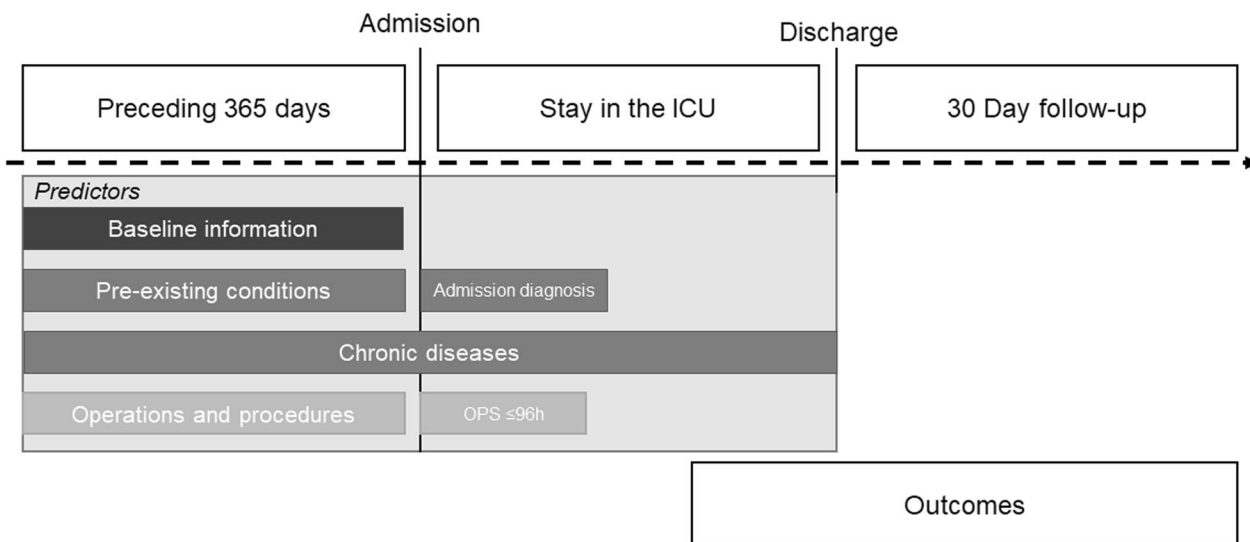 Admission
Discharge
Preceding 365 days
Stay in the ICU
30 Day follow-up
Predictors
Baseline information
Pre-existing conditions
Admission diagnosis
Chronic diseases
Operations and procedures
OPS ≤96h
Outcomes